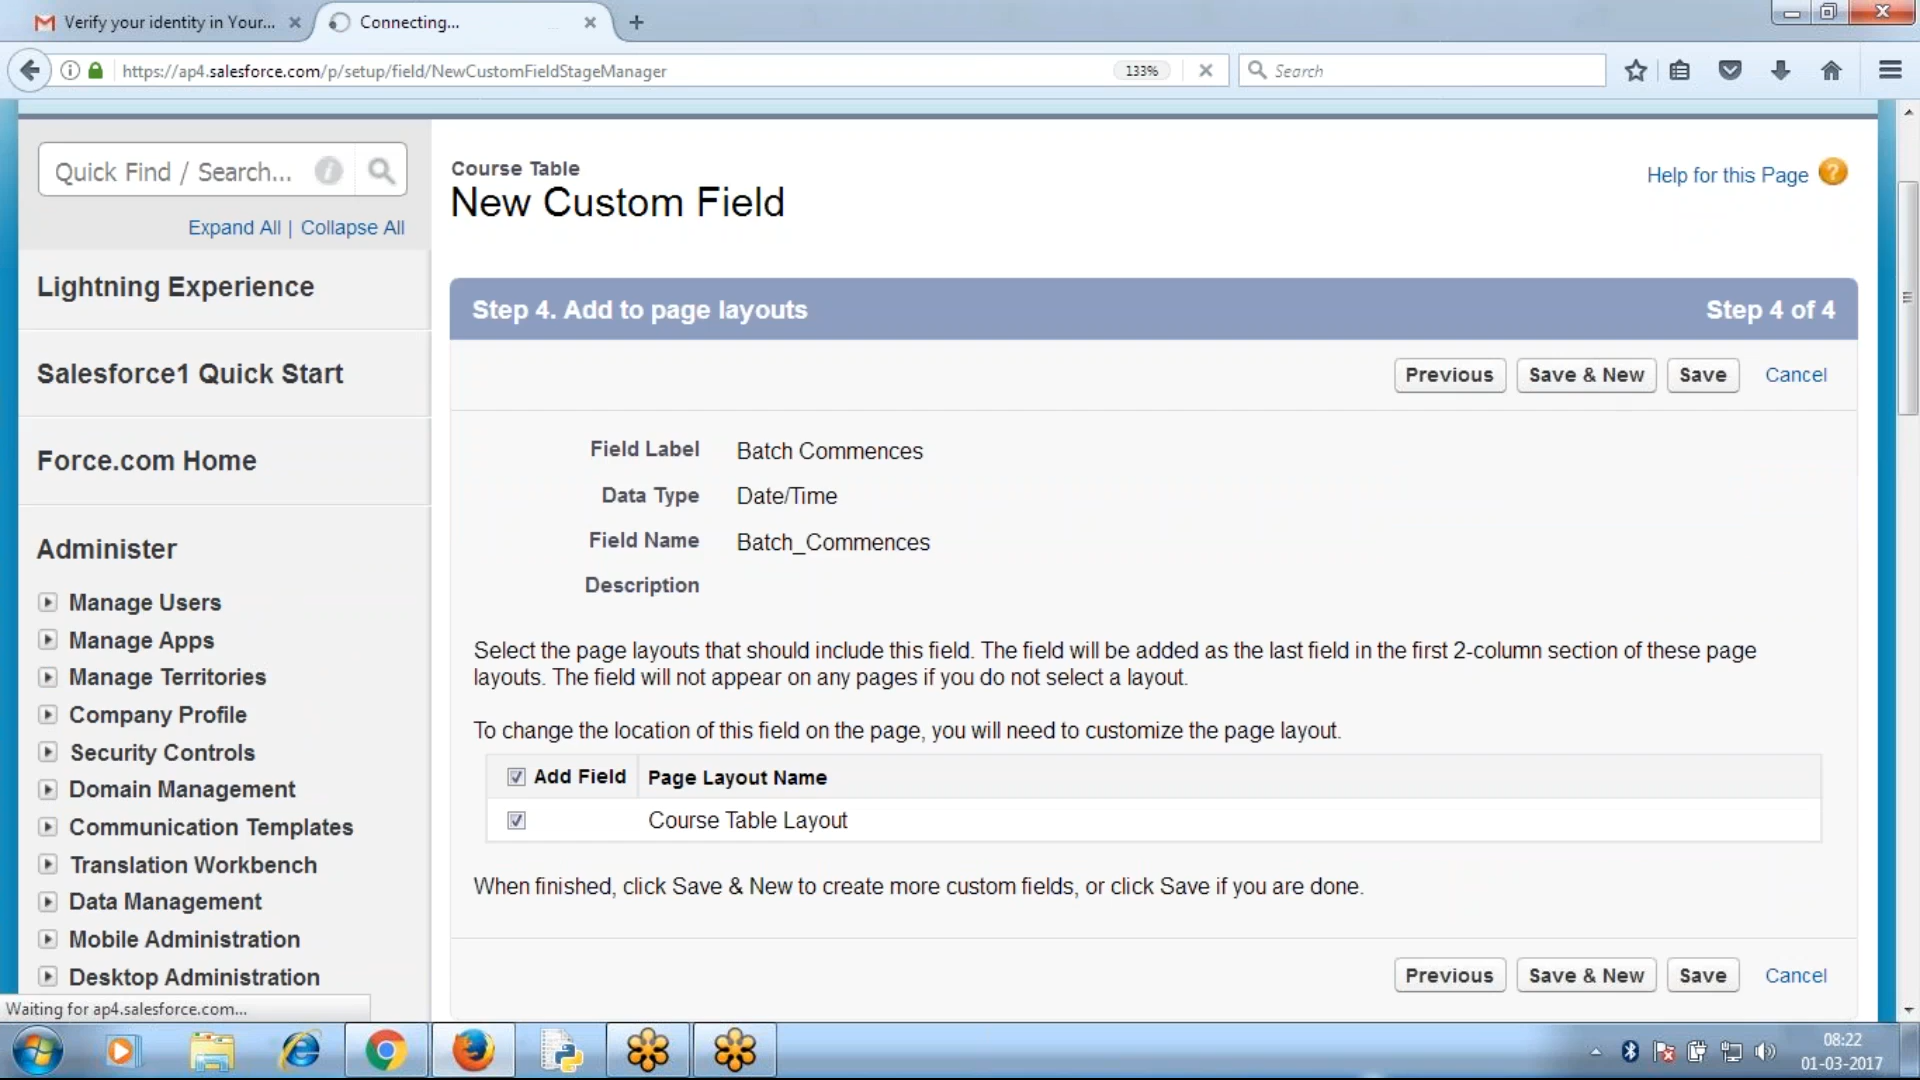 Verify your identity in Your...
Connecting...
https://ap4.salesforce.com/p/setup/field/NewCustomFieldStageManager
133%
Search
Quick Find / Search...
Expand All | Collapse All
Lightning Experience
Salesforce1 Quick Start
Force.com Home
Administer
Manage Users
Manage Apps
Manage Territories
Company Profile
Security Controls
Domain Management
Communication Templates
Translation Workbench
Data Management
Mobile Administration
Desktop Administration
Course Table
New Custom Field
Help for this Page
Step 4. Add to page layouts
Step 4 of 4
Previous
Save & New
Save
Cancel
Field Label Batch Commences
Data Type Date/Time
Field Name Batch_Commences
Description
Select the page layouts that should include this field. The field will be added as the last field in the first 2-column section of these page
layouts. The field will not appear on any pages if you do not select a layout.
To change the location of this field on the page, you will need to customize the page layout.
Add Field Page Layout Name
Course Table Layout
When finished, click Save & New to create more custom fields, or click Save if you are done.
Previous
Save & New
Save
Cancel
Waiting for ap4.salesforce.com...
08:22
01-03-2017